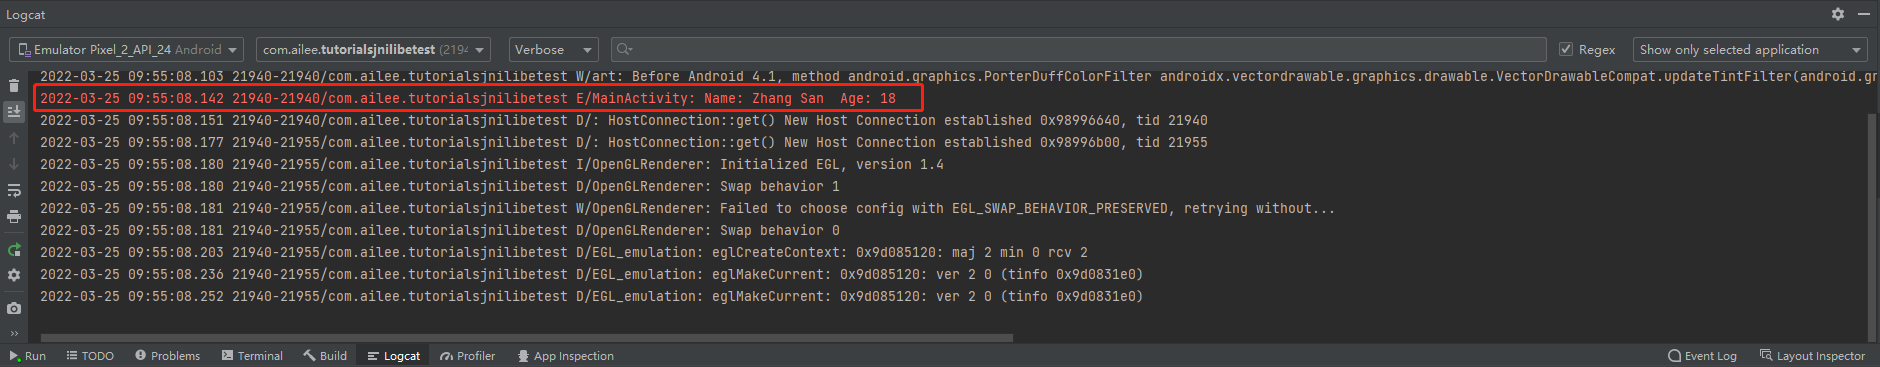 Logcat
Emulator Pixel_2_API_24 Android com.ailee.tutorialsjnilibetest (2194 Verbose Regex Show only selected application
2022-03-25 09:55:08.103 21940-21940/com.ailee.tutorialsjnilibetest W/art: Before Android 4.1, method android.graphics.PorterDuffColorFilter androidx.vectordrawable.graphics.drawable.VectorDrawableCompat.updateTintFilter(android.gr
2022-03-25 09:55:08.142 21940-21940/com.ailee.tutorialsjnilibetest E/MainActivity: Name: Zhang San  Age: 18
2022-03-25 09:55:08.151 21940-21940/com.ailee.tutorialsjnilibetest D/: HostConnection::get() New Host Connection established 0x98996640, tid 21940
2022-03-25 09:55:08.177 21940-21955/com.ailee.tutorialsjnilibetest D/: HostConnection::get() New Host Connection established 0x98996b00, tid 21955
2022-03-25 09:55:08.180 21940-21955/com.ailee.tutorialsjnilibetest I/OpenGLRenderer: Initialized EGL, version 1.4
2022-03-25 09:55:08.180 21940-21955/com.ailee.tutorialsjnilibetest D/OpenGLRenderer: Swap behavior 1
2022-03-25 09:55:08.181 21940-21955/com.ailee.tutorialsjnilibetest W/OpenGLRenderer: Failed to choose config with EGL_SWAP_BEHAVIOR_PRESERVED, retrying without...
2022-03-25 09:55:08.181 21940-21955/com.ailee.tutorialsjnilibetest D/OpenGLRenderer: Swap behavior 0
2022-03-25 09:55:08.203 21940-21955/com.ailee.tutorialsjnilibetest D/EGL_emulation: eglCreateContext: 0x9d085120: maj 2 min 0 rcv 2
2022-03-25 09:55:08.236 21940-21955/com.ailee.tutorialsjnilibetest D/EGL_emulation: eglMakeCurrent: 0x9d085120: ver 2 0 (tinfo 0x9d0831e0)
2022-03-25 09:55:08.252 21940-21955/com.ailee.tutorialsjnilibetest D/EGL_emulation: eglMakeCurrent: 0x9d085120: ver 2 0 (tinfo 0x9d0831e0)
Run TODO Problems Terminal Build Logcat Profiler App Inspection Event Log Layout Inspector